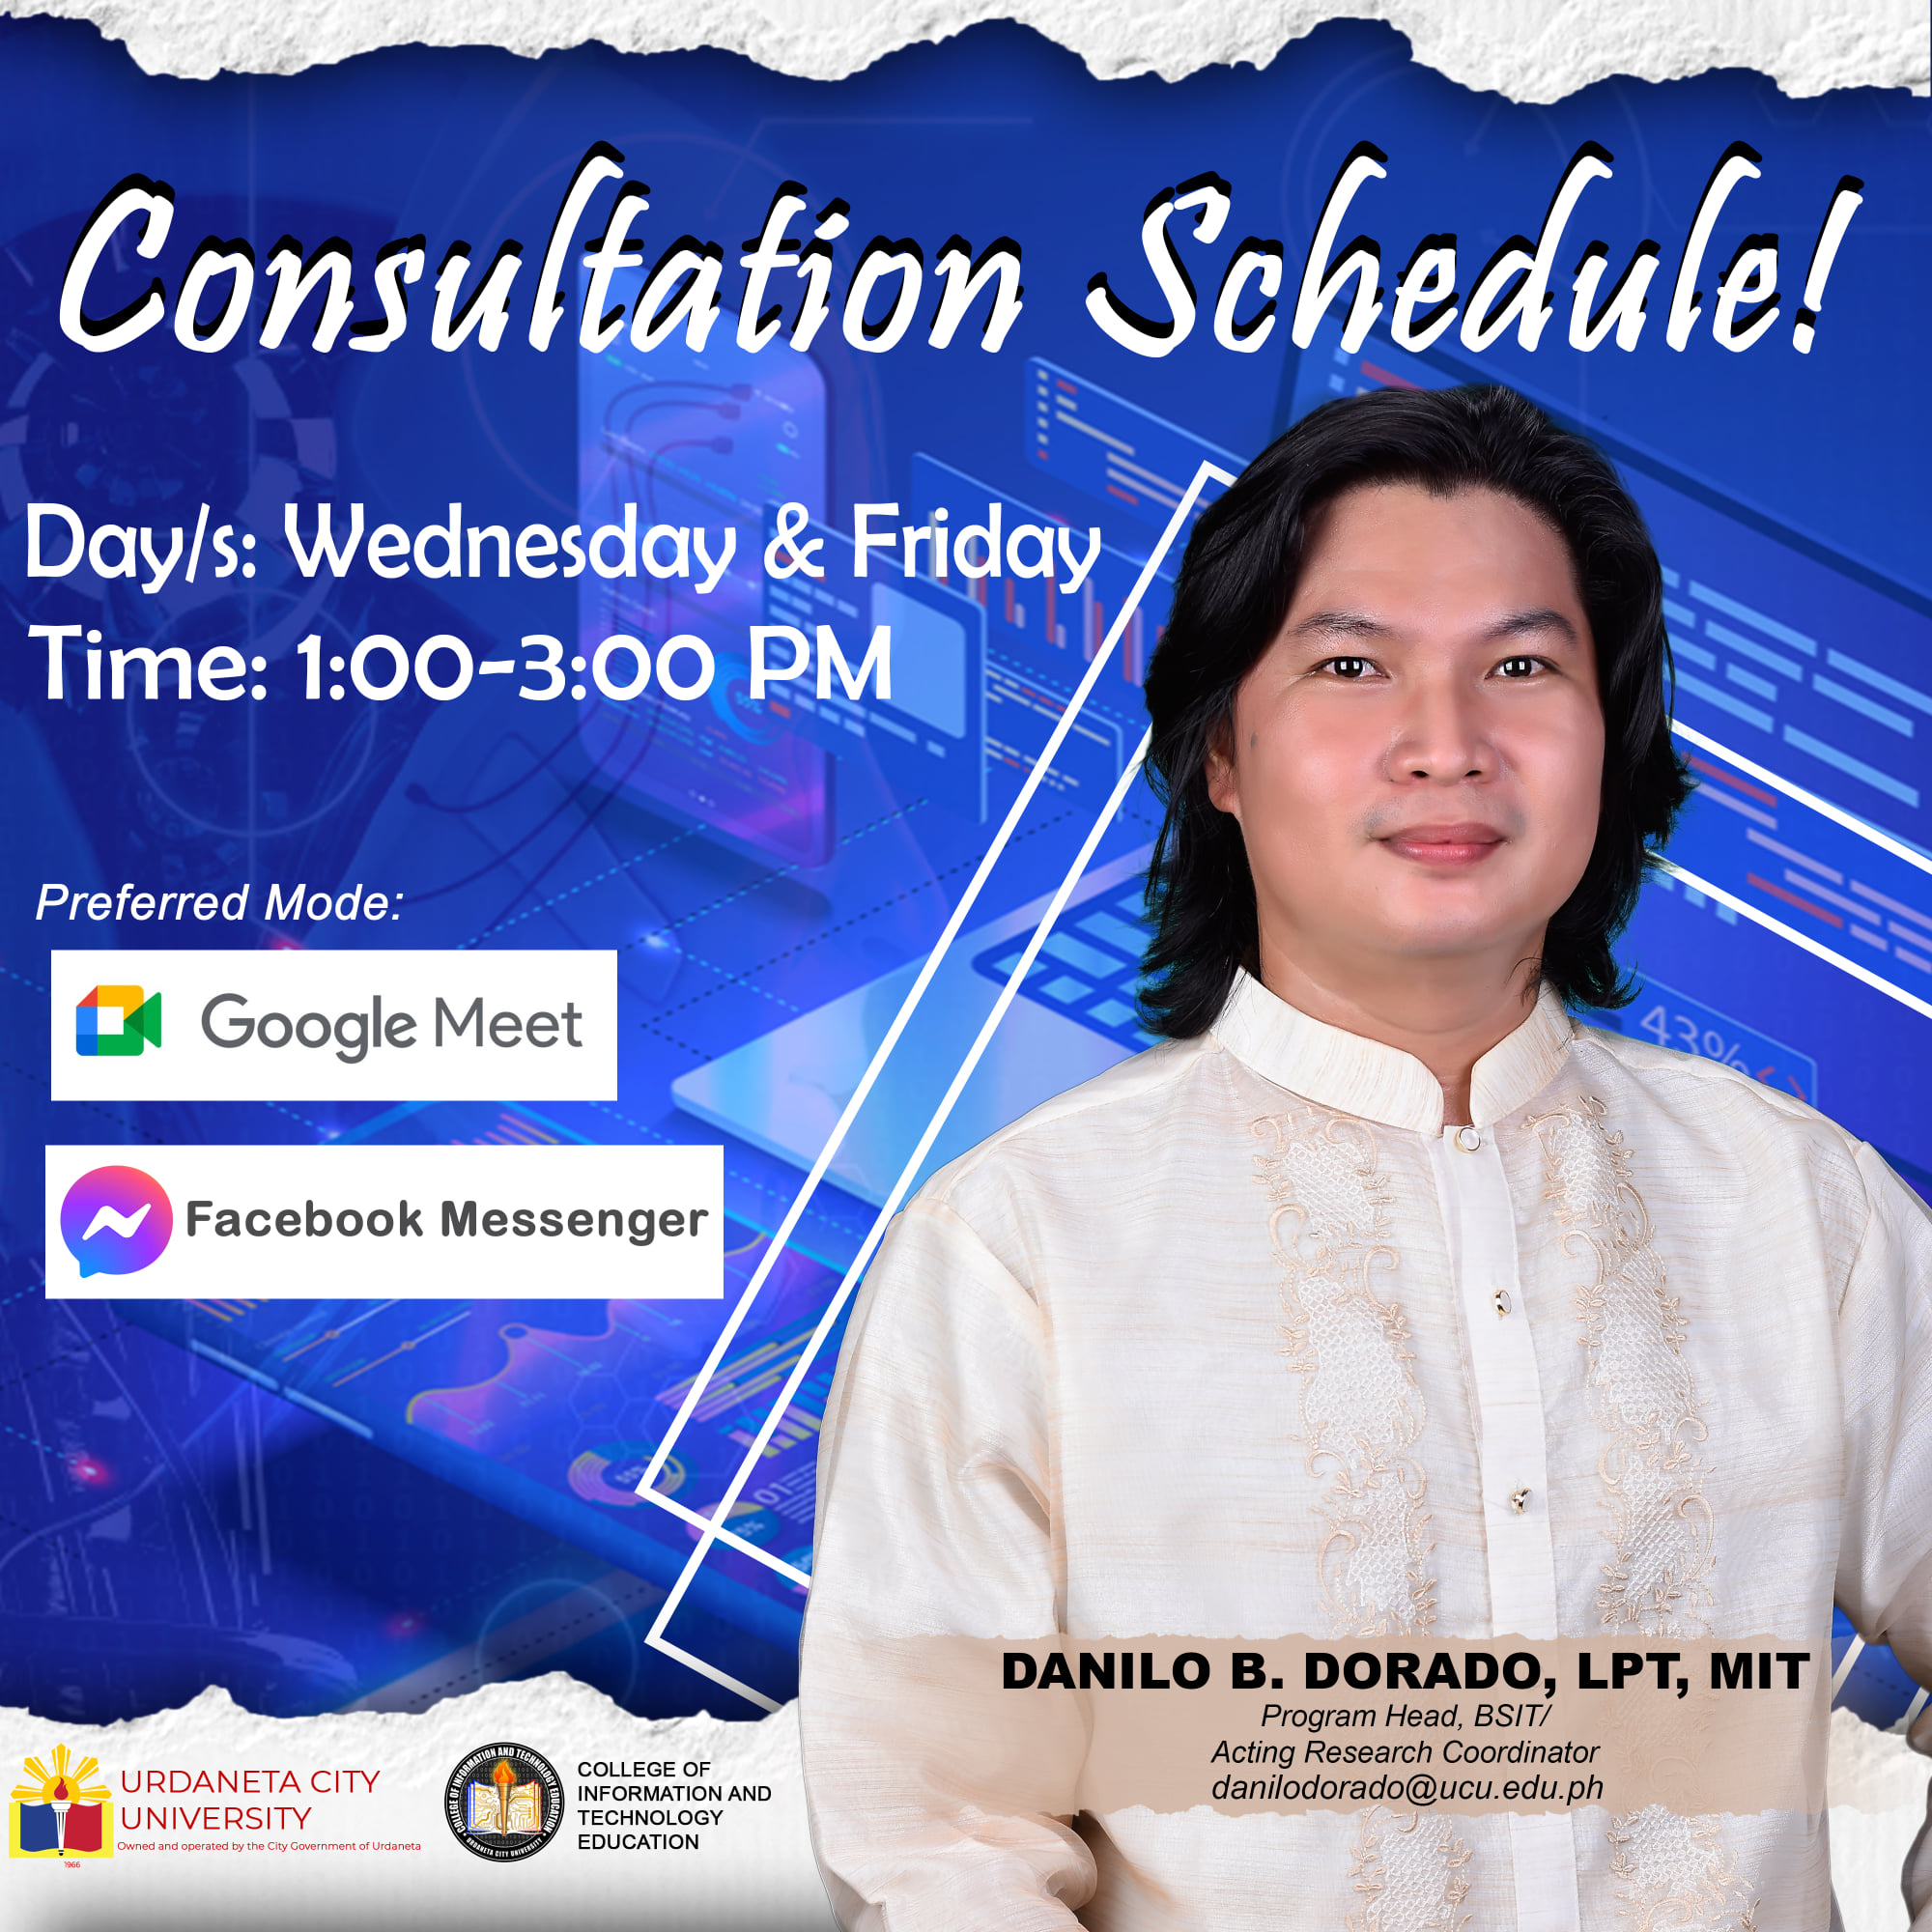 Consultation Schedule!
Day/s: Wednesday & Friday
Time: 1:00-3:00 PM
Preferred Mode:
Google Meet
Facebook Messenger
43%
01
DANILO B. DORADO, LPT, MIT
Program Head, BSIT/
Acting Research Coordinator
danilodorado@ucu.edu.ph
URDANETA CITY
UNIVERSITY
Owned and operated by the City Government of Urdaneta
1966
COLLEGE OF INFORMATION AND TECHNOLOGY EDUCATION
URDANETA CITY UNIVERSITY
COLLEGE OF
INFORMATION AND
TECHNOLOGY
EDUCATION